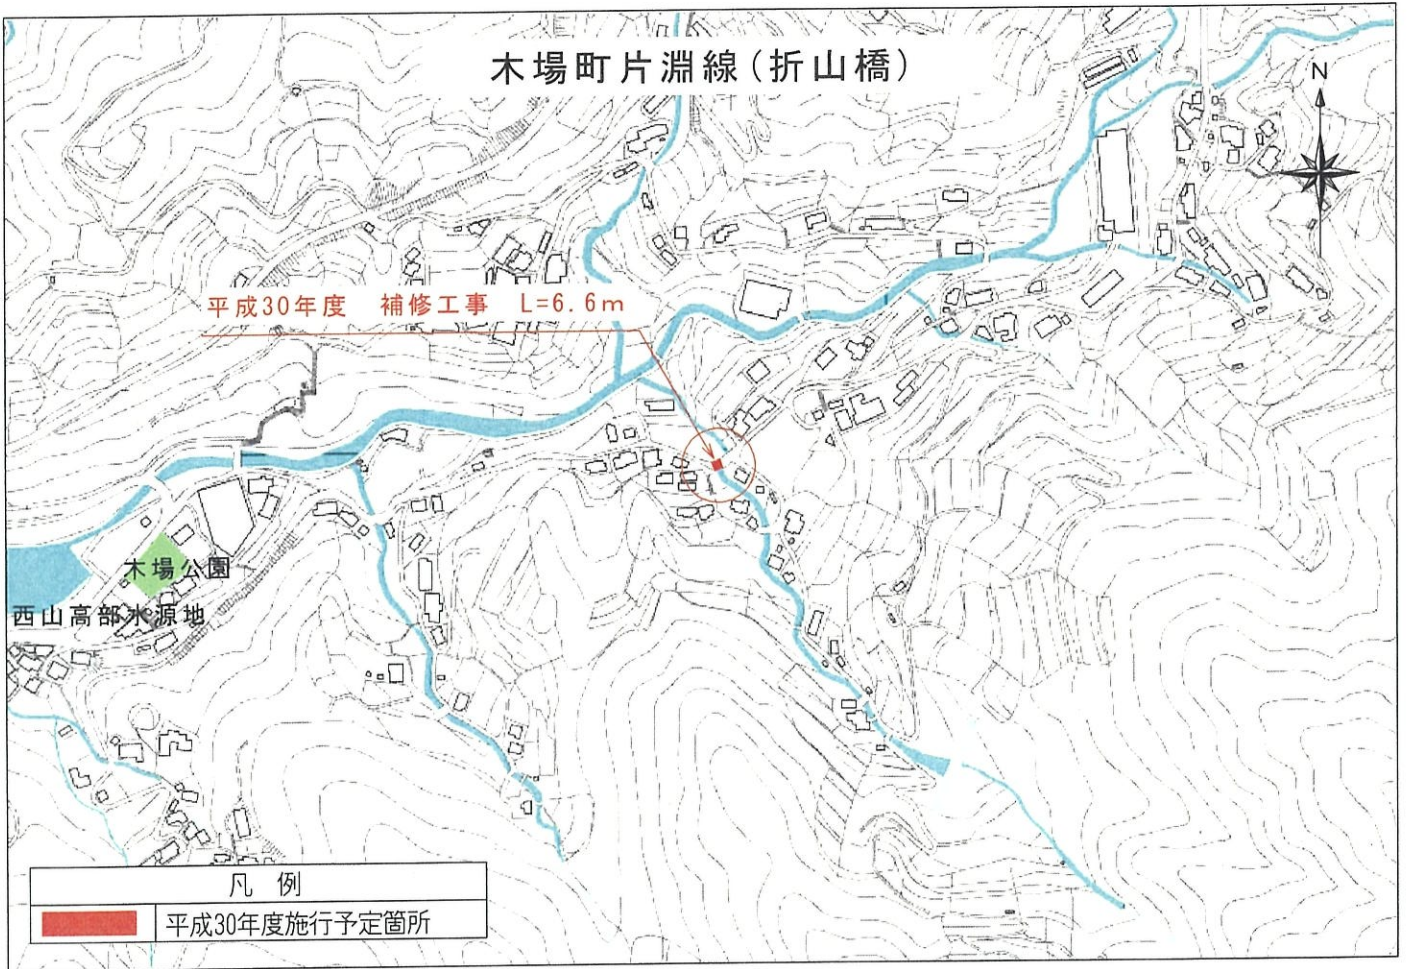 木場町片淵線(折山橋)
N
平成30年度 補修工事 L=6.6m
木場公園
西山高部水源地
凡例
平成30年度施行予定箇所